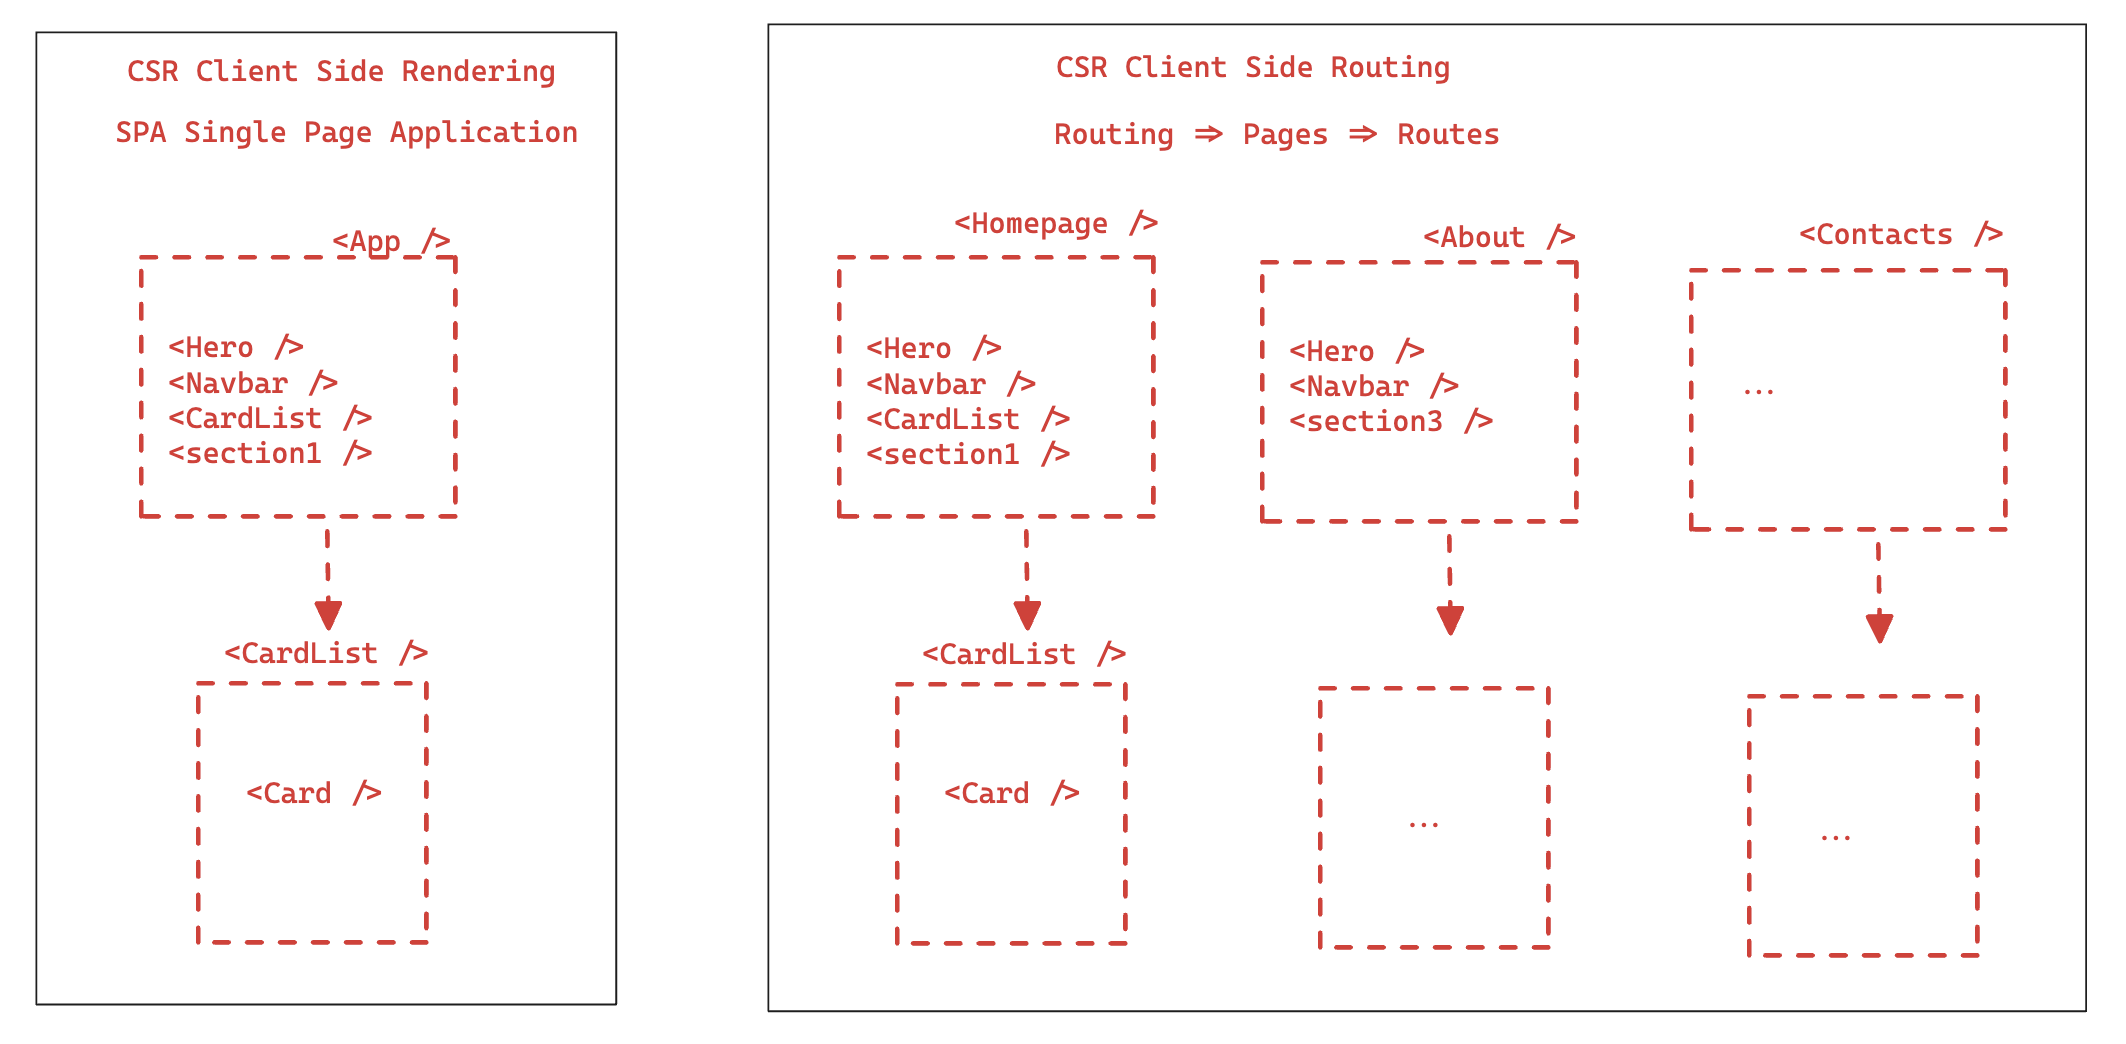 CSR Client Side Rendering
SPA Single Page Application
<App />
<Hero />
<Navbar />
<CardList />
<section1 />
<CardList />
<Card />
CSR Client Side Routing
Routing ⇒ Pages ⇒ Routes
<Homepage />
<Hero />
<Navbar />
<CardList />
<section1 />
<CardList />
<Card />
<About />
<Hero />
<Navbar />
<section3 />
...
<Contacts />
...
...